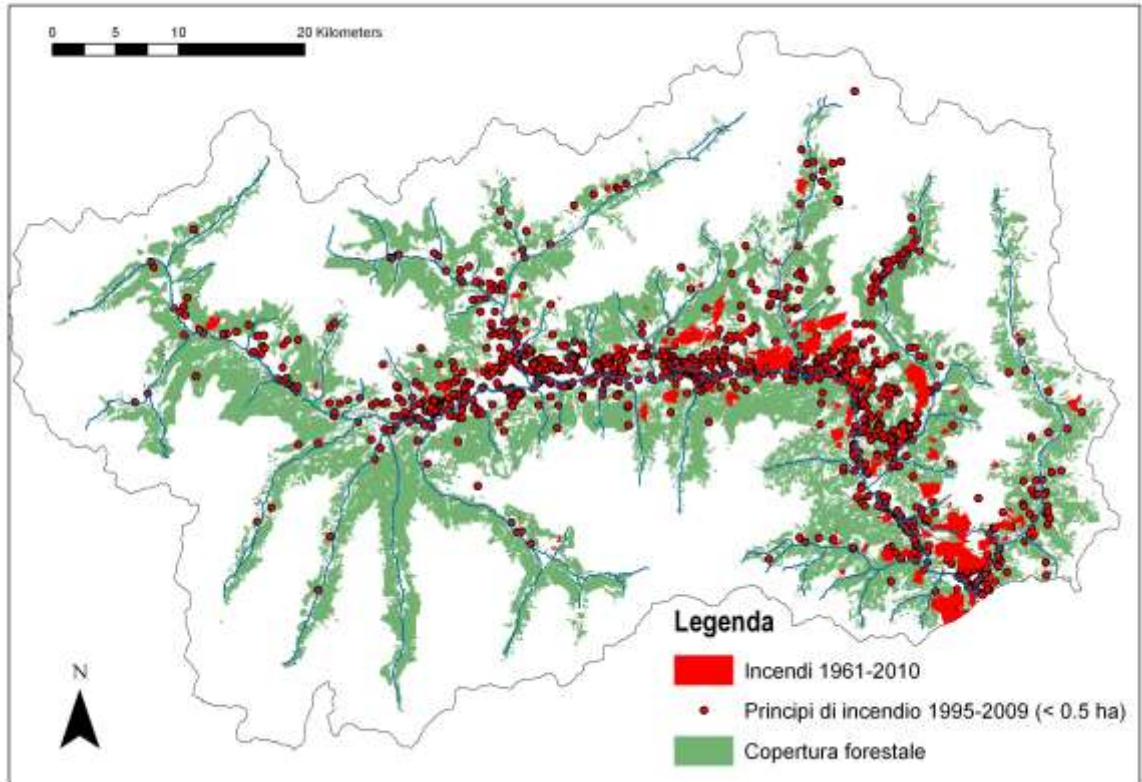 0 5 10 20 Kilometers
Legenda
Incendi 1961-2010
Principi di incendio 1995-2009 (< 0.5 ha)
Copertura forestale
N